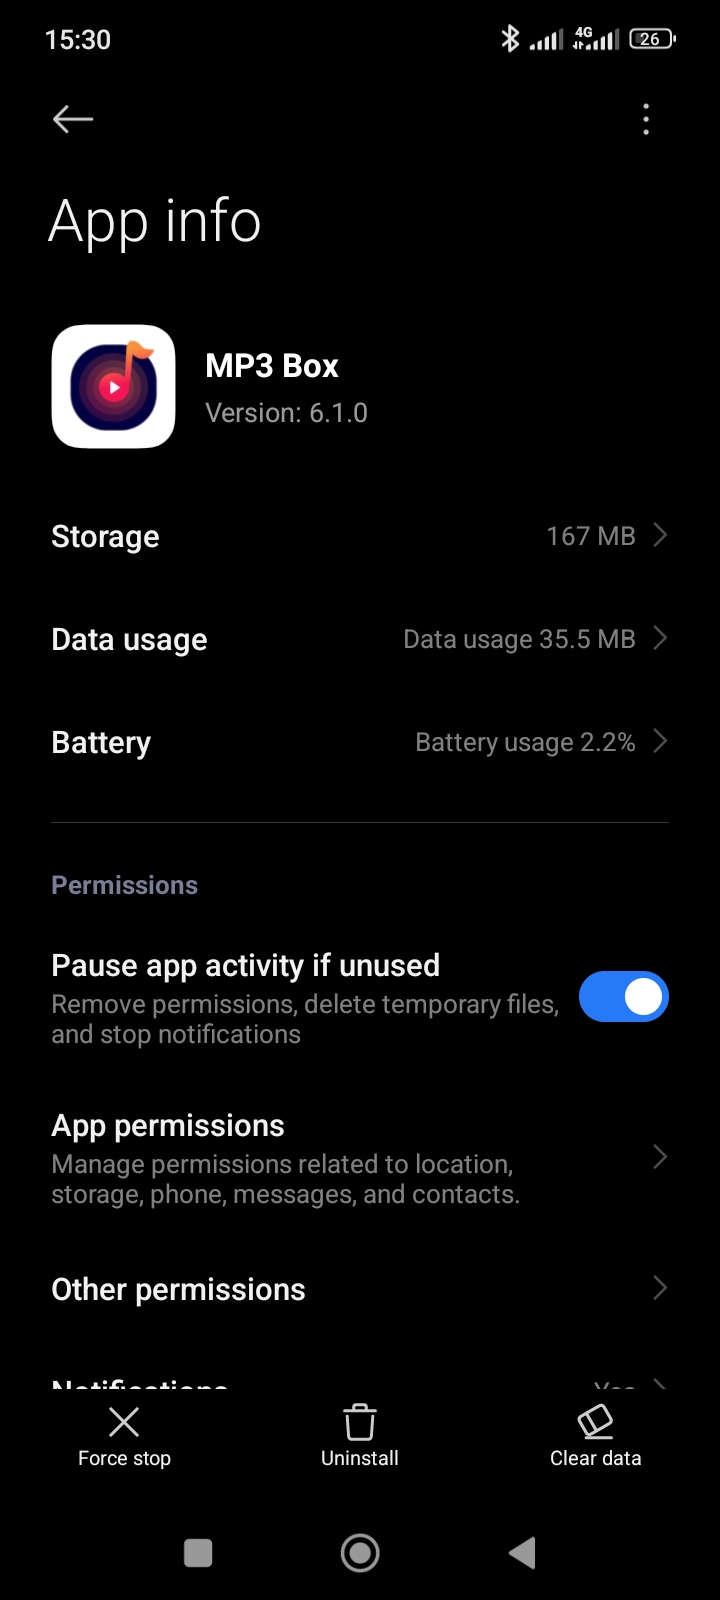 15:30
4G
26
App info
MP3 Box
Version: 6.1.0
Storage
167 MB
Data usage
Data usage 35.5 MB
Battery
Battery usage 2.2%
Permissions
Pause app activity if unused
Remove permissions, delete temporary files,
and stop notifications
App permissions
Manage permissions related to location,
storage, phone, messages, and contacts.
Other permissions
Notifications
Yes
Force stop
Uninstall
Clear data